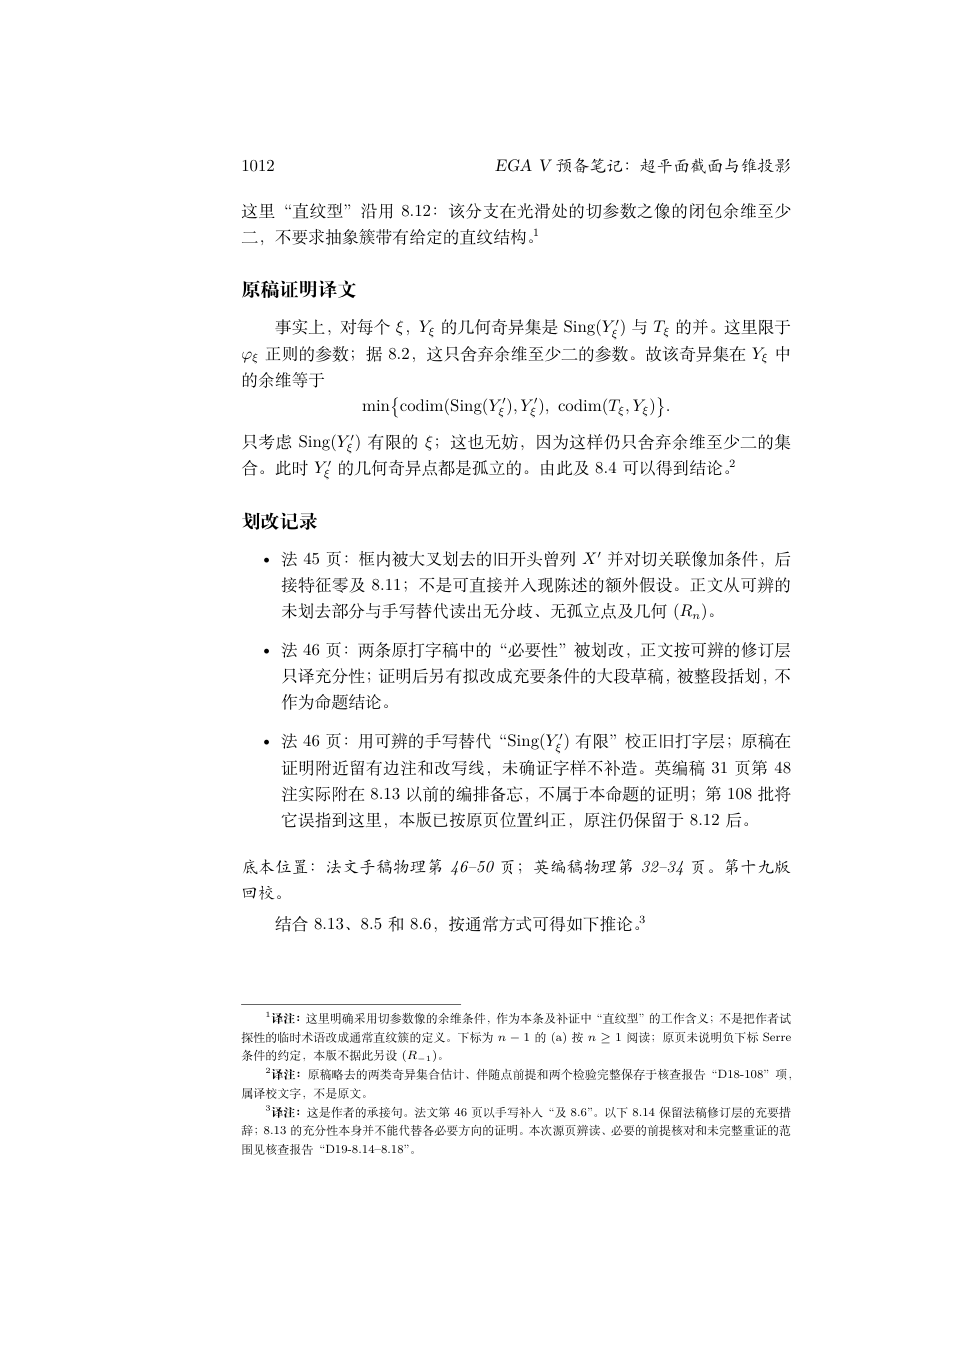 1012 EGA V 预备笔记：超平面截面与锥投影
这里“直纹型”沿用 8.12：该分支在光滑处的切参数之像的闭包余维至少
二，不要求抽象簇带有给定的直纹结构。¹
原稿证明译文
事实上，对每个 ξ，Y_ξ 的几何奇异集是 Sing(Y′_ξ) 与 T_ξ 的并。这里限于
φ_ξ 正则的参数；据 8.2，这只舍弃余维至少二的参数。故该奇异集在 Y_ξ 中
的余维等于
min{codim(Sing(Y′_ξ), Y′_ξ), codim(T_ξ, Y_ξ)}.
只考虑 Sing(Y′_ξ) 有限的 ξ；这也无妨，因为这样仍只舍弃余维至少二的集
合。此时 Y′_ξ 的几何奇异点都是孤立的。由此及 8.4 可以得到结论。²
划改记录
• 法 45 页：框内被大叉划去的旧开头曾列 X′ 并对切关联像加条件，后
接特征零及 8.11；不是可直接并入现陈述的额外假设。正文从可辨的
未划去部分与手写替代读出无分歧、无孤立点及几何 (R_n)。
• 法 46 页：两条原打字稿中的“必要性”被划改，正文按可辨的修订层
只译充分性；证明后另有拟改成充要条件的大段草稿，被整段括划，不
作为命题结论。
• 法 46 页：用可辨的手写替代“Sing(Y′_ξ) 有限”校正旧打字层；原稿在
证明附近留有边注和改写线，未确证字样不补造。英编稿 31 页第 48
注实际附在 8.13 以前的编排备忘，不属于本命题的证明；第 108 批将
它误指到这里，本版已按原页位置纠正，原注仍保留于 8.12 后。
底本位置：法文手稿物理第 46–50 页；英编稿物理第 32–34 页。第十九版
回校。
结合 8.13、8.5 和 8.6，按通常方式可得如下推论。³
¹译注：这里明确采用切参数像的余维条件，作为本条及补证中“直纹型”的工作含义；不是把作者试
探性的临时术语改成通常直纹簇的定义。下标为 n − 1 的 (a) 按 n ≥ 1 阅读；原页未说明负下标 Serre
条件的约定，本版不据此另设 (R_{−1})。
²译注：原稿略去的两类奇异集合估计、伴随点前提和两个检验完整保存于核查报告“D18-108”项，
属译校文字，不是原文。
³译注：这是作者的承接句。法文第 46 页以手写补入“及 8.6”。以下 8.14 保留法稿修订层的充要措
辞；8.13 的充分性本身并不能代替各必要方向的证明。本次源页辨读、必要的前提核对和未完整重证的范
围见核查报告“D19-8.14–8.18”。